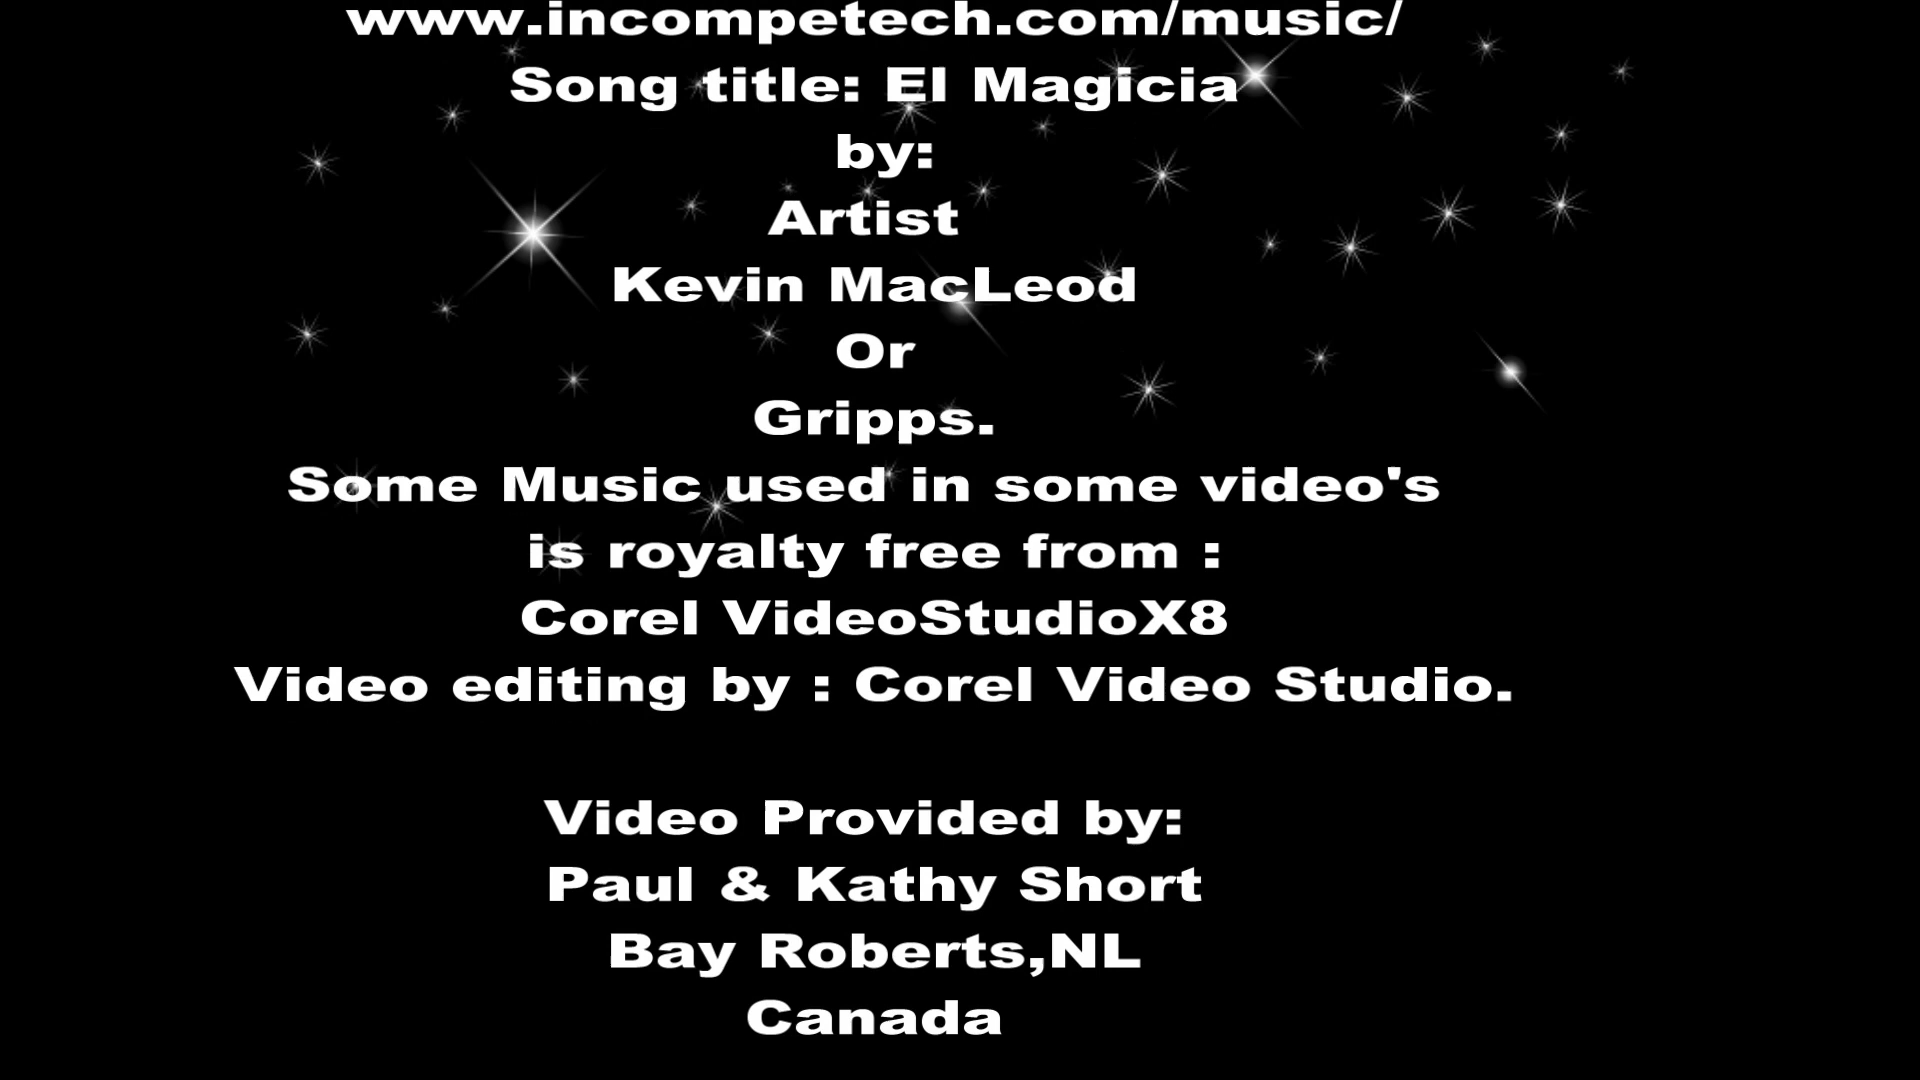 www.incompetech.com/music/
Song title: El Magicia
by:
Artist
Kevin MacLeod
Or
Gripps.
Some Music used in some video's
is royalty free from :
Corel VideoStudioX8
Video editing by : Corel Video Studio.
Video Provided by:
Paul & Kathy Short
Bay Roberts,NL
Canada